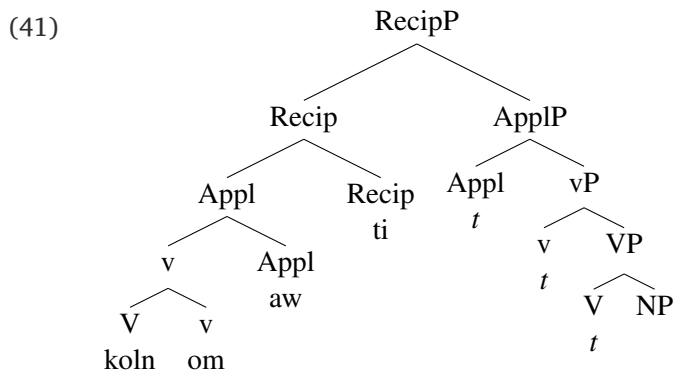 (41) RecipP
Recip ApplP
Appl Recip Appl vP
ti t
v Appl v VP
aw t
V v V NP
koln om t